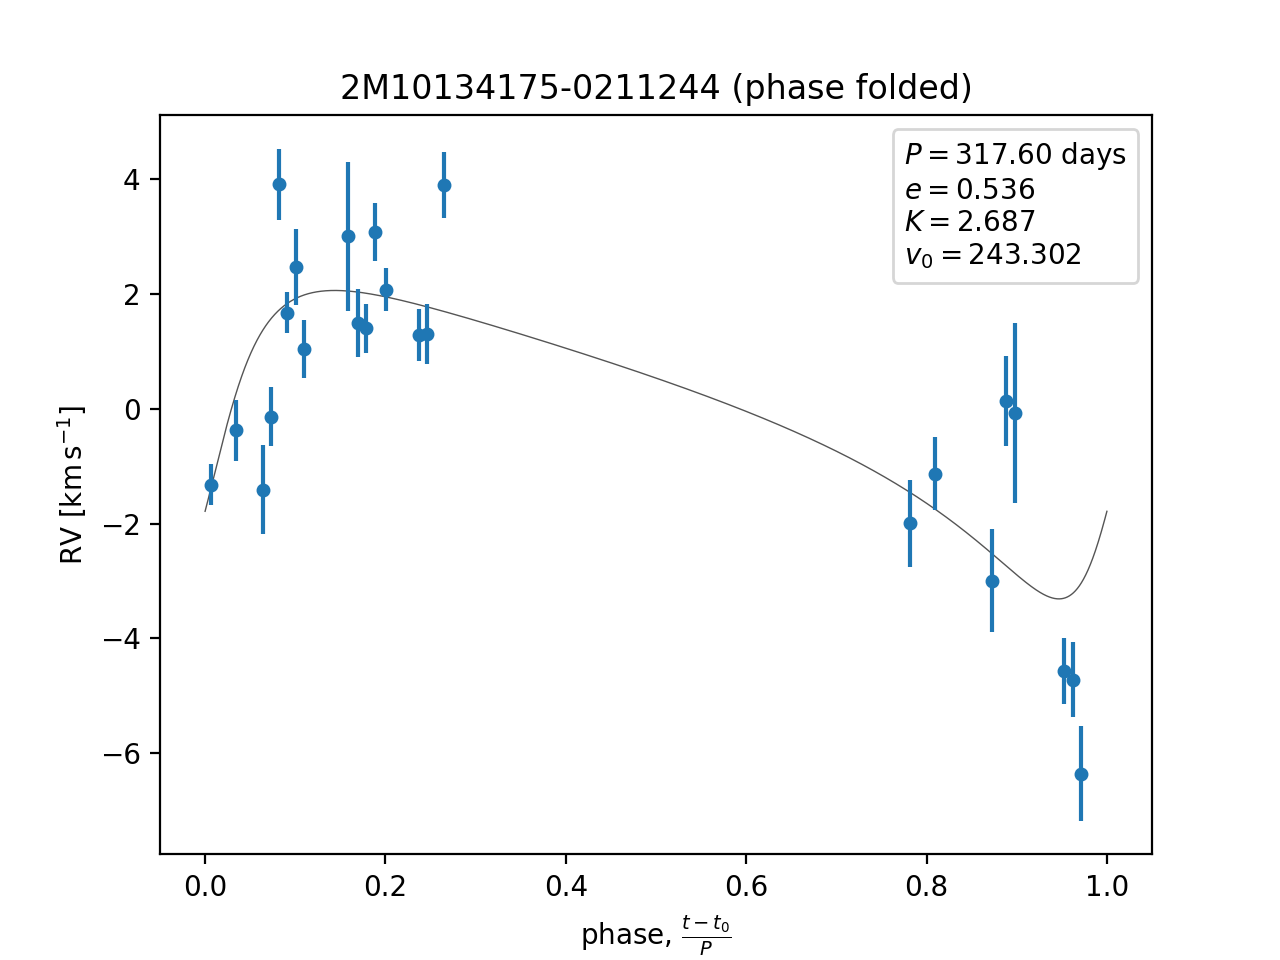 2M10134175-0211244 (phase folded)
P = 317.60 days
e = 0.536
K = 2.687
v₀ = 243.302
4
2
0
−2
−4
−6
RV [km s⁻¹]
0.0 0.2 0.4 0.6 0.8 1.0
phase, (t − t₀)/P